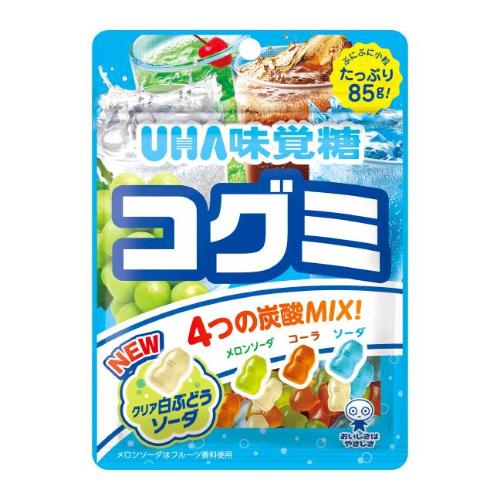 ぷにぷに小粒
たっぷり
85g!
UHA味覚糖
コグミ
4つの炭酸MIX!
メロンソーダ
コーラ
ソーダ
NEW
クリア白ぶどう
ソーダ
おいしさは
やさしさ
メロンソーダはフルーツ香料使用